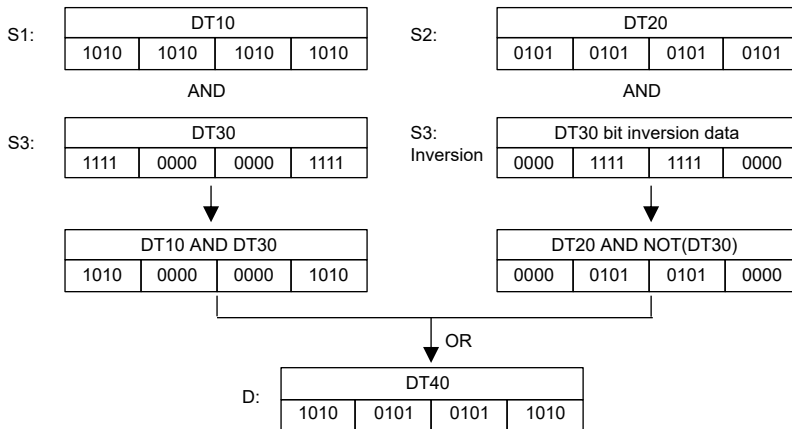 S1:
DT10
1010 1010 1010 1010
S2:
DT20
0101 0101 0101 0101
AND
AND
S3:
DT30
1111 0000 0000 1111
S3:
Inversion
DT30 bit inversion data
0000 1111 1111 0000
DT10 AND DT30
1010 0000 0000 1010
DT20 AND NOT(DT30)
0000 0101 0101 0000
OR
D:
DT40
1010 0101 0101 1010